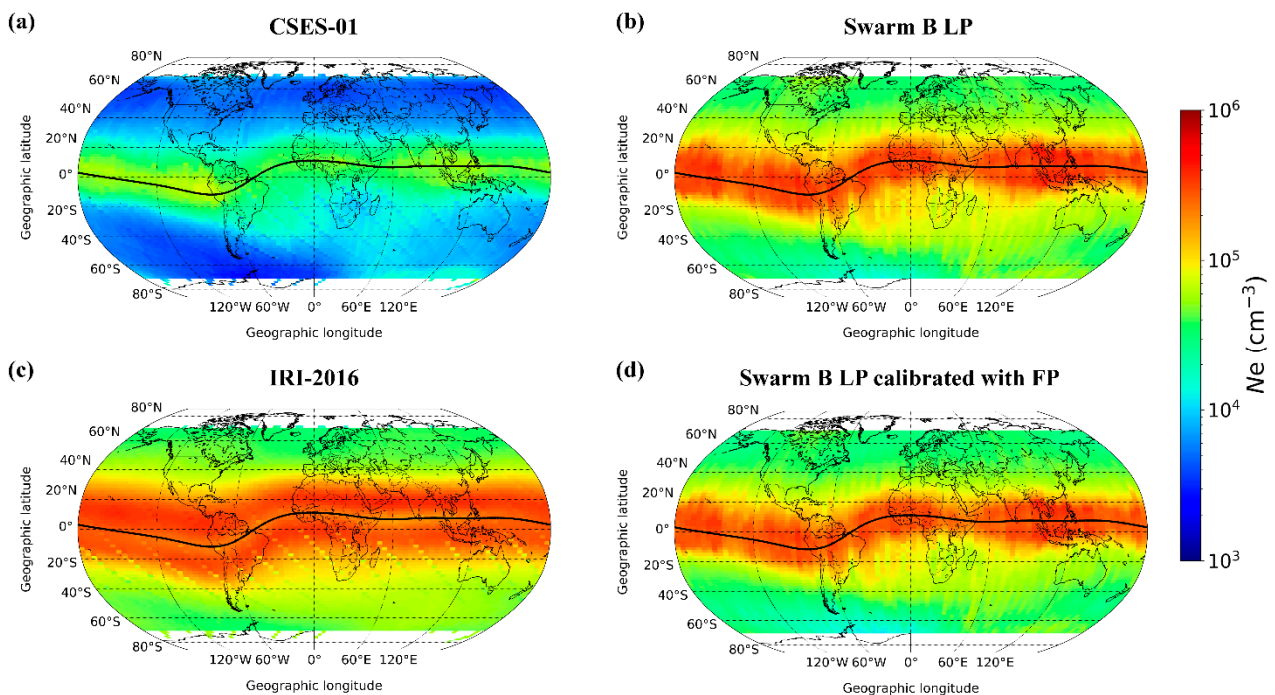 (a)
CSES-01
80°N
60°N
40°N
20°N
0°
20°S
40°S
60°S
80°S
Geographic latitude
120°W 60°W 0° 60°E 120°E
Geographic longitude
(b)
Swarm B LP
80°N
60°N
40°N
20°N
0°
20°S
40°S
60°S
80°S
Geographic latitude
120°W 60°W 0° 60°E 120°E
Geographic longitude
(c)
IRI-2016
80°N
60°N
40°N
20°N
0°
20°S
40°S
60°S
80°S
Geographic latitude
120°W 60°W 0° 60°E 120°E
Geographic longitude
(d)
Swarm B LP calibrated with FP
80°N
60°N
40°N
20°N
0°
20°S
40°S
60°S
80°S
Geographic latitude
120°W 60°W 0° 60°E 120°E
Geographic longitude
10⁶
10⁵
10⁴
10³
Ne (cm⁻³)